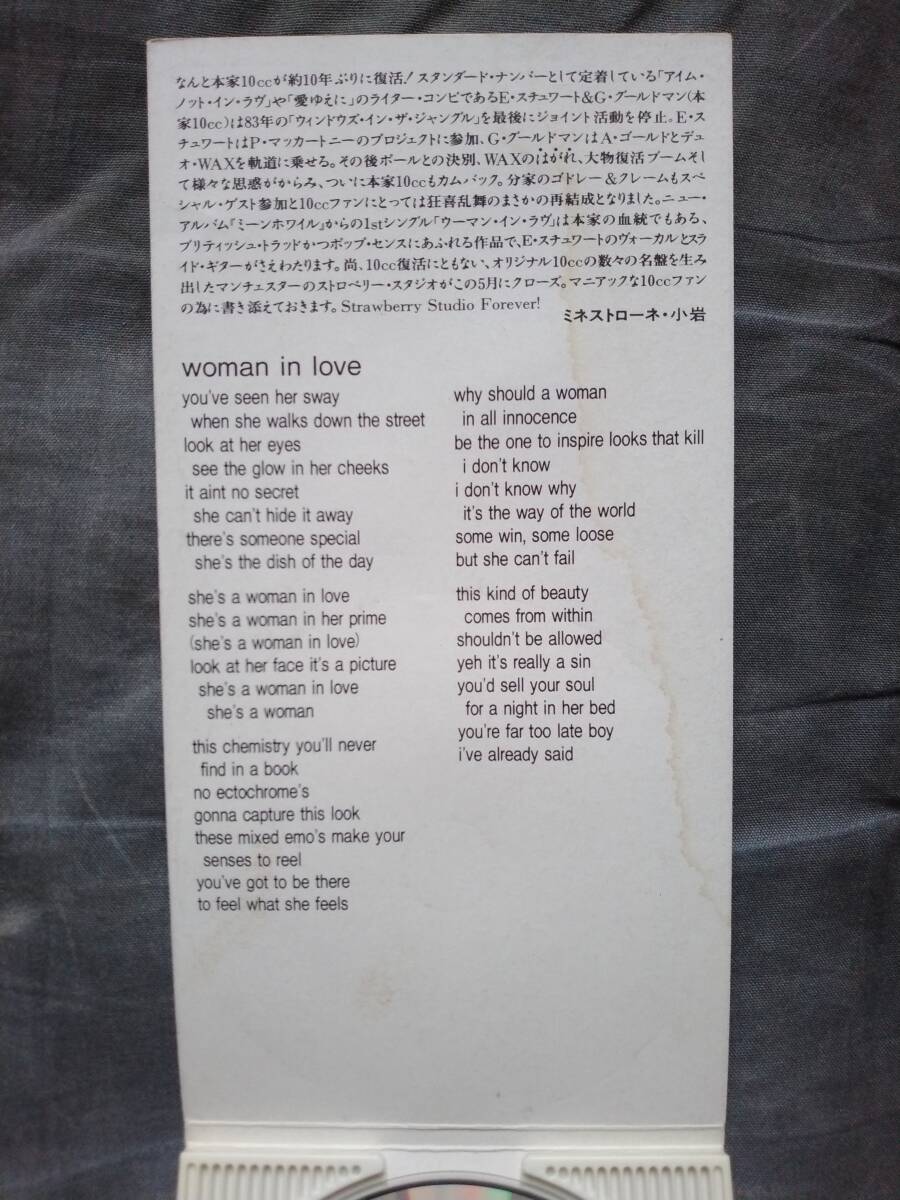 なんと本家10ccが約10年ぶりに復活！スタンダード・ナンバーとして定着している「アイム・
ノット・イン・ラヴ」や「愛ゆえに」のライター・コンビであるE・スチュワート&G・グールドマン(本
家10cc)は83年の「ウィンドウズ・イン・ザ・ジャングル」を最後にジョイント活動を停止。E・ス
チュワートはP・マッカートニーのプロジェクトに参加、G・グールドマンはA・ゴールドとデュ
オ・WAXを軌道に乗せる。その後ポールとの決別、WAXのはがれ、大物復活ブームそし
て様々な思惑がからみ、ついに本家10ccもカムバック。分家のゴドレー&クレームもスペ
シャル・ゲスト参加と10ccファンにとっては狂喜乱舞のまさかの再結成となりました。ニュー・
アルバム『ミーンホワイル』からの1stシングル「ウーマン・イン・ラヴ」は本家の血統でもある、
ブリティッシュ・トラッドかつポップ・センスにあふれる作品で、E・スチュワートのヴォーカルとスラ
イド・ギターがさえわたります。尚、10cc復活にともない、オリジナル10ccの数々の名盤を生み
出したマンチェスターのストロベリー・スタジオがこの5月にクローズ。マニアックな10ccファン
の為に書き添えておきます。Strawberry Studio Forever!
ミネストローネ・小岩
woman in love
you've seen her sway
when she walks down the street
look at her eyes
see the glow in her cheeks
it aint no secret
she can't hide it away
there's someone special
she's the dish of the day
she's a woman in love
she's a woman in her prime
(she's a woman in love)
look at her face it's a picture
she's a woman in love
she's a woman
this chemistry you'll never
find in a book
no ectochrome's
gonna capture this look
these mixed emo's make your
senses to reel
you've got to be there
to feel what she feels
why should a woman
in all innocence
be the one to inspire looks that kill
i don't know
i don't know why
it's the way of the world
some win, some loose
but she can't fail
this kind of beauty
comes from within
shouldn't be allowed
yeh it's really a sin
you'd sell your soul
for a night in her bed
you're far too late boy
i've already said